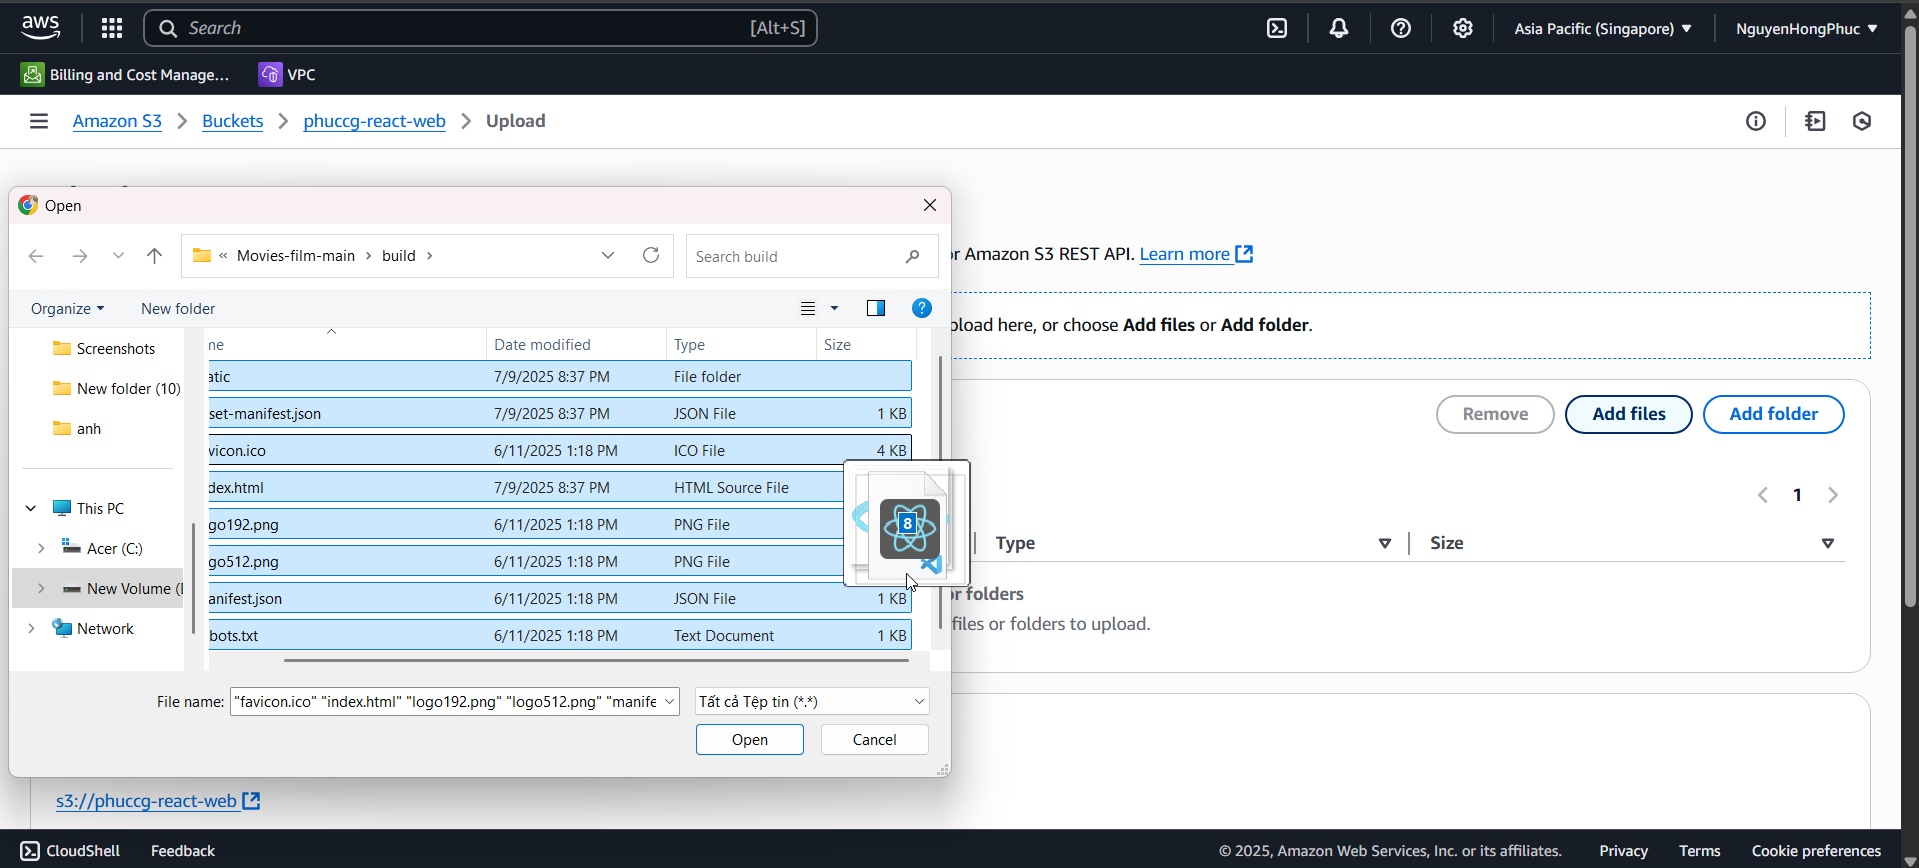 aws
Search [Alt+S]
Asia Pacific (Singapore)
NguyenHongPhuc
Billing and Cost Manage...
VPC
Amazon S3
Buckets
phuccg-react-web
Upload
Open
« Movies-film-main › build ›
Search build
or Amazon S3 REST API. Learn more
Organize
New folder
pload here, or choose Add files or Add folder.
Screenshots
New folder (10)
anh
This PC
Acer (C:)
New Volume (
Network
ne Date modified Type Size
atic 7/9/2025 8:37 PM File folder
set-manifest.json 7/9/2025 8:37 PM JSON File 1 KB
vicon.ico 6/11/2025 1:18 PM ICO File 4 KB
dex.html 7/9/2025 8:37 PM HTML Source File
go192.png 6/11/2025 1:18 PM PNG File
go512.png 6/11/2025 1:18 PM PNG File
anifest.json 6/11/2025 1:18 PM JSON File 1 KB
bots.txt 6/11/2025 1:18 PM Text Document 1 KB
8
Remove
Add files
Add folder
1
Type
Size
or folders
files or folders to upload.
File name: "favicon.ico" "index.html" "logo192.png" "logo512.png" "manife
Tất cả Tệp tin (*.*)
Open
Cancel
s3://phuccg-react-web
CloudShell
Feedback
© 2025, Amazon Web Services, Inc. or its affiliates.
Privacy
Terms
Cookie preferences